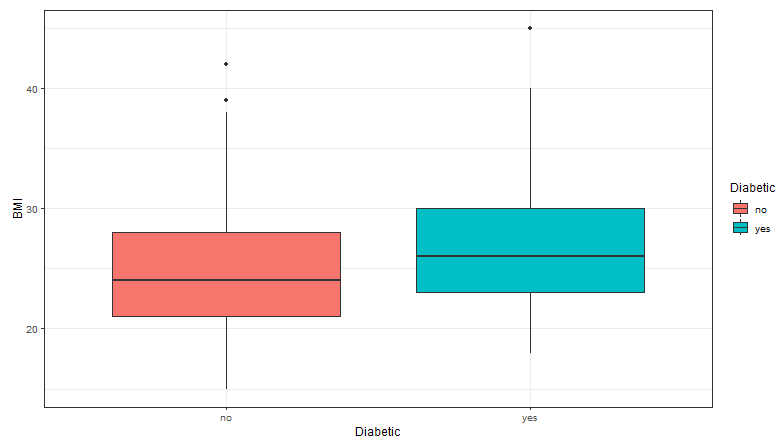 BMI
40
30
20
no
yes
Diabetic
Diabetic
no
yes